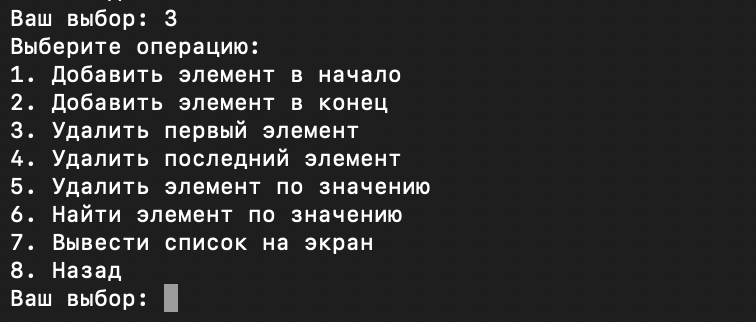 Ваш выбор: 3
Выберите операцию:
1. Добавить элемент в начало
2. Добавить элемент в конец
3. Удалить первый элемент
4. Удалить последний элемент
5. Удалить элемент по значению
6. Найти элемент по значению
7. Вывести список на экран
8. Назад
Ваш выбор: